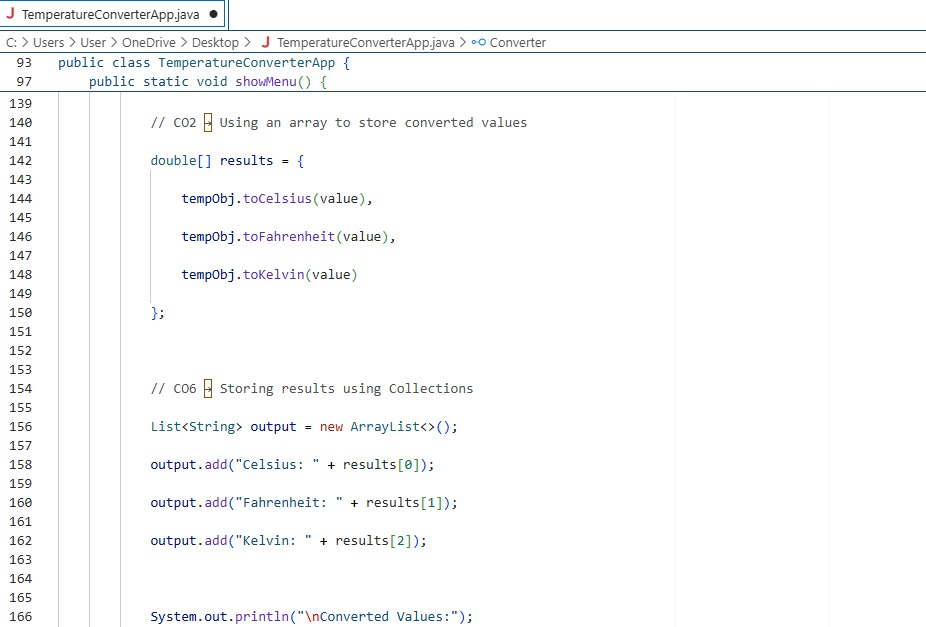 TemperatureConverterApp.java ●
C: > Users > User > OneDrive > Desktop > J TemperatureConverterApp.java > Converter
93 public class TemperatureConverterApp {
97 public static void showMenu() {
139
140 // CO2 → Using an array to store converted values
141
142 double[] results = {
143
144 tempObj.toCelsius(value),
145
146 tempObj.toFahrenheit(value),
147
148 tempObj.toKelvin(value)
149
150 };
151
152
153
154 // CO6 → Storing results using Collections
155
156 List<String> output = new ArrayList<>();
157
158 output.add("Celsius: " + results[0]);
159
160 output.add("Fahrenheit: " + results[1]);
161
162 output.add("Kelvin: " + results[2]);
163
164
165
166 System.out.println("\nConverted Values:");